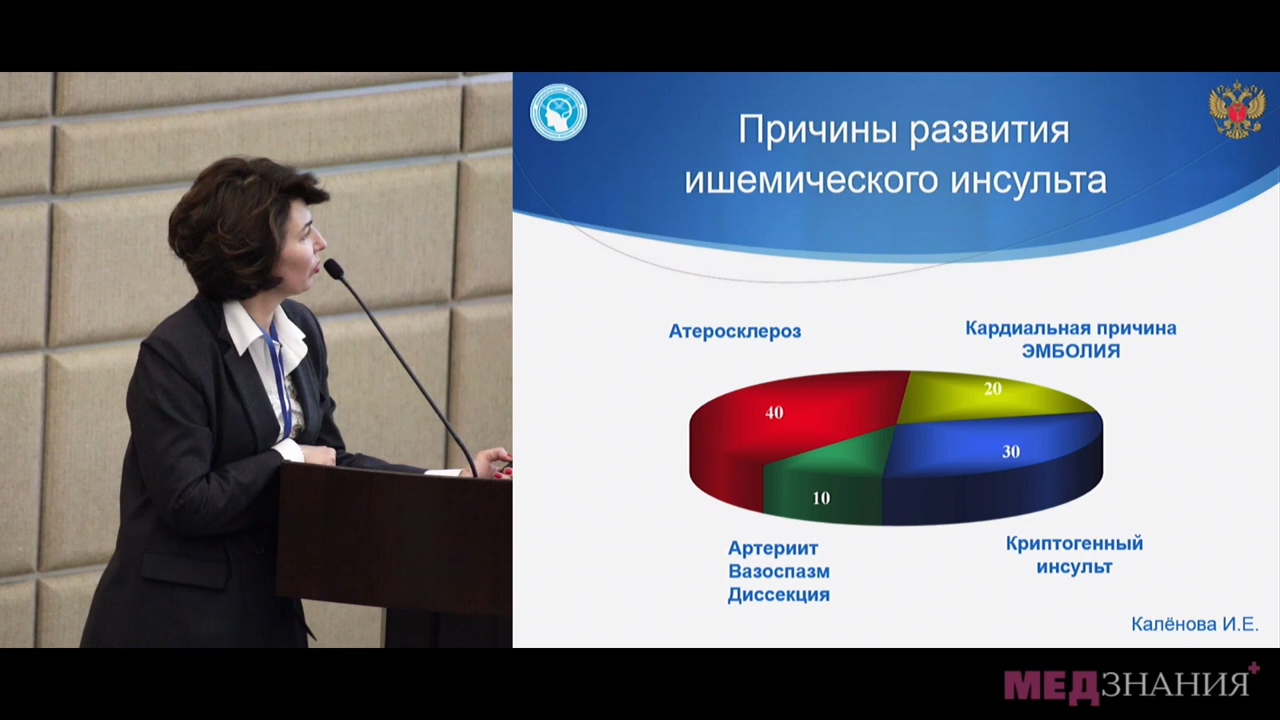 Причины развития
ишемического инсульта
Атеросклероз
Кардиальная причина
ЭМБОЛИЯ
40
20
30
10
Артериит
Вазоспазм
Диссекция
Криптогенный
инсульт
Калёнова И.Е.
МЕДЗНАНИЯ+